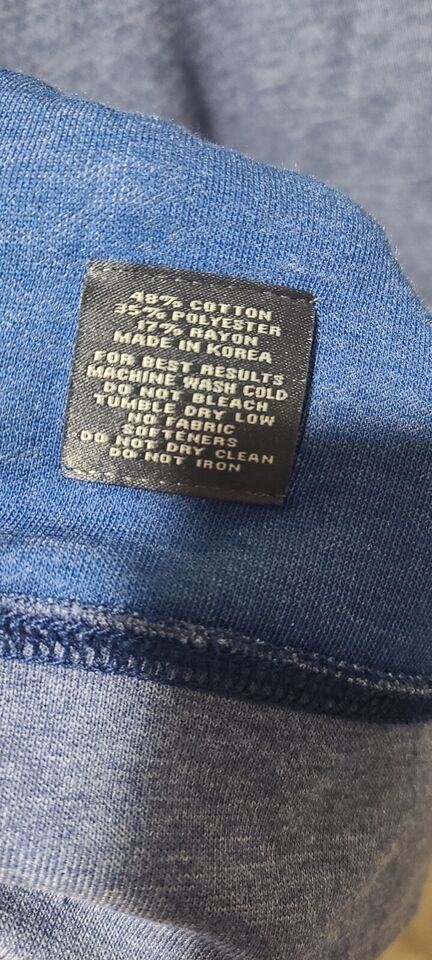 48% COTTON
35% POLYESTER
17% RAYON
MADE IN KOREA
FOR BEST RESULTS
MACHINE WASH COLD
DO NOT BLEACH
TUMBLE DRY LOW
NO FABRIC
SOFTENERS
DO NOT DRY CLEAN
DO NOT IRON